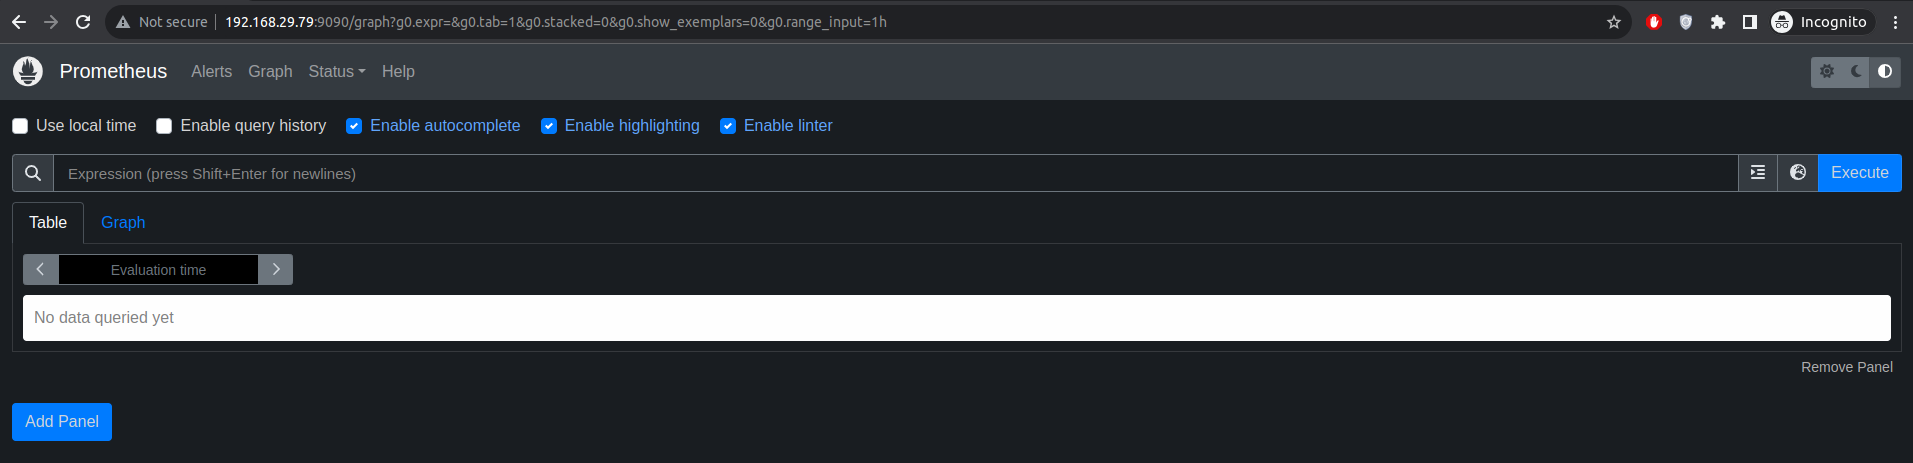 Not secure 192.168.29.79:9090/graph?g0.expr=&g0.tab=1&g0.stacked=0&g0.show_exemplars=0&g0.range_input=1h Incognito
Prometheus Alerts Graph Status Help
Use local time Enable query history Enable autocomplete Enable highlighting Enable linter
Expression (press Shift+Enter for newlines) Execute
Table Graph
Evaluation time
No data queried yet
Remove Panel
Add Panel